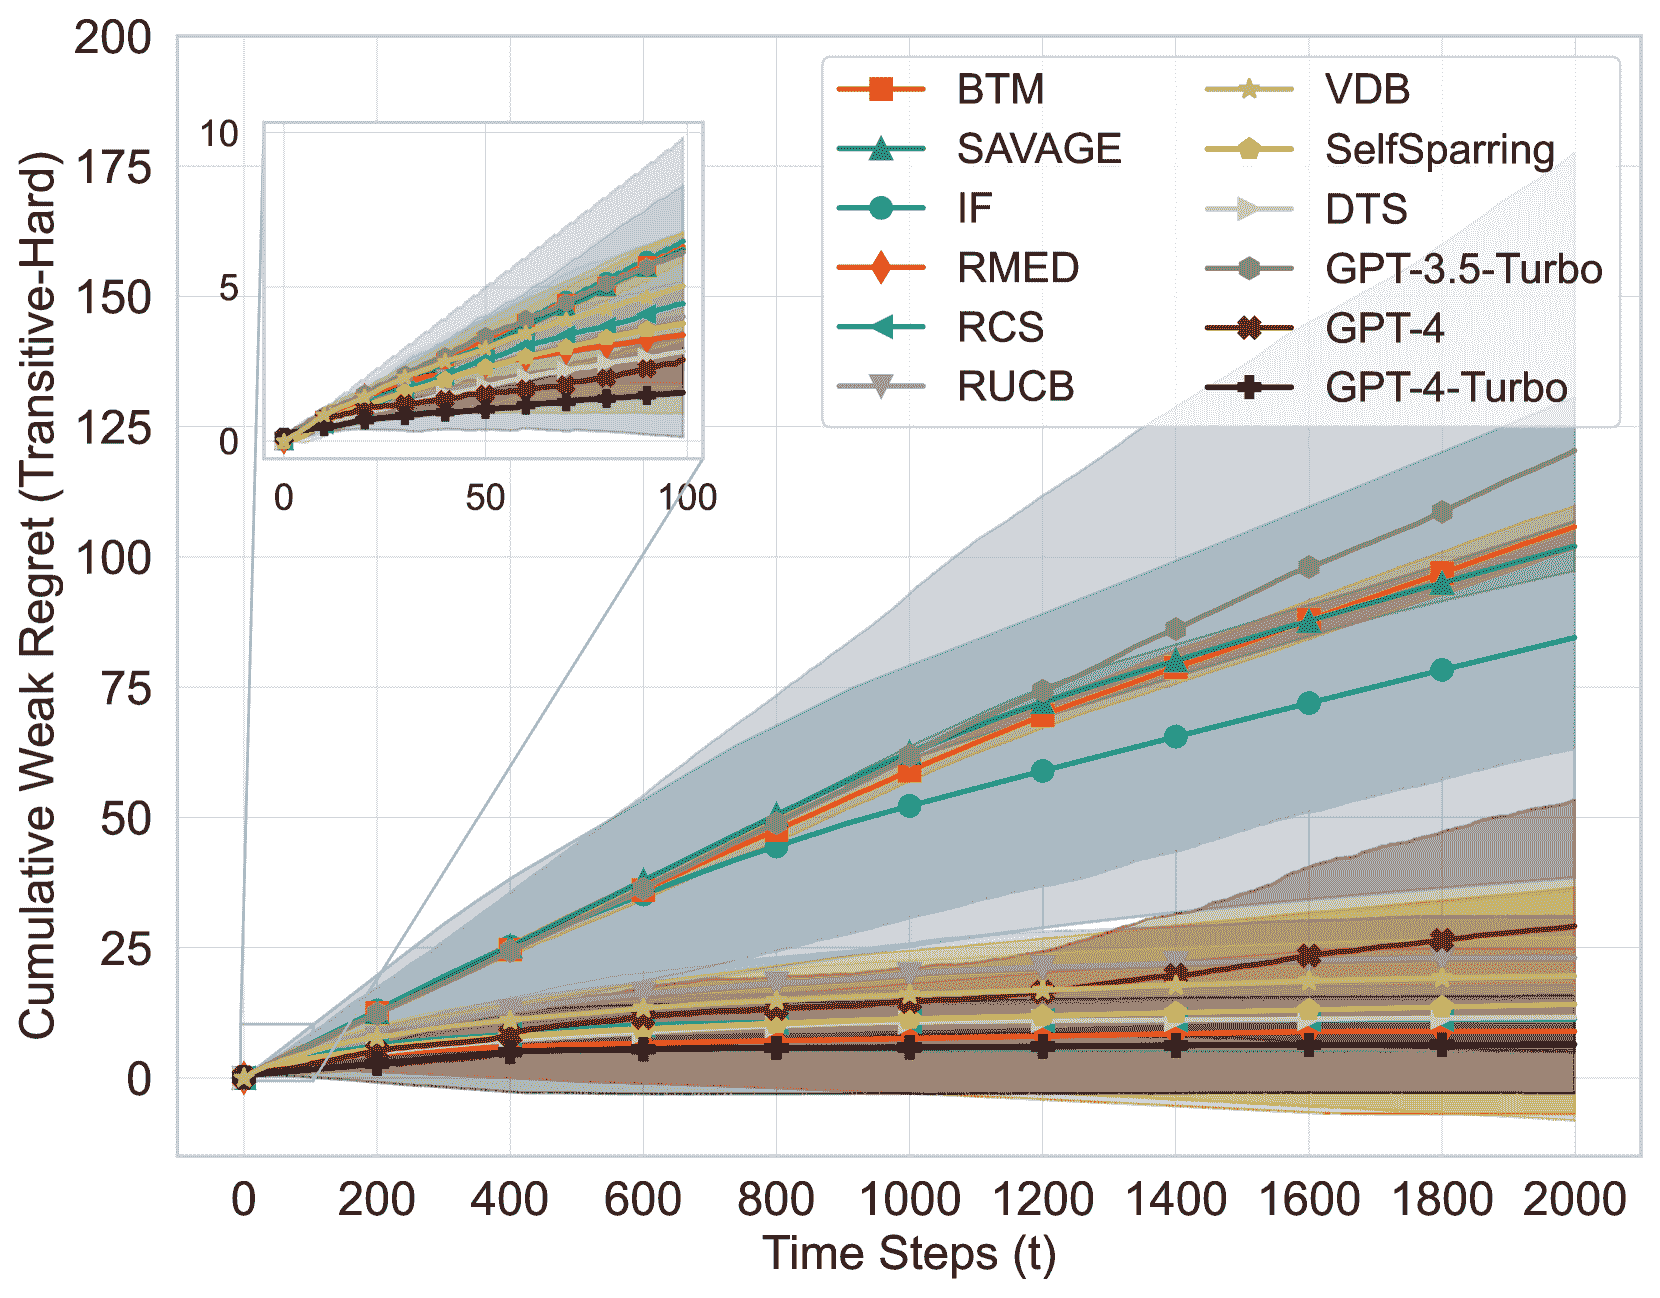 Cumulative Weak Regret (Transitive-Hard)
200
175
150
125
100
75
50
25
0
10
5
0
0 50 100
BTM
SAVAGE
IF
RMED
RCS
RUCB
VDB
SelfSparring
DTS
GPT-3.5-Turbo
GPT-4
GPT-4-Turbo
0 200 400 600 800 1000 1200 1400 1600 1800 2000
Time Steps (t)